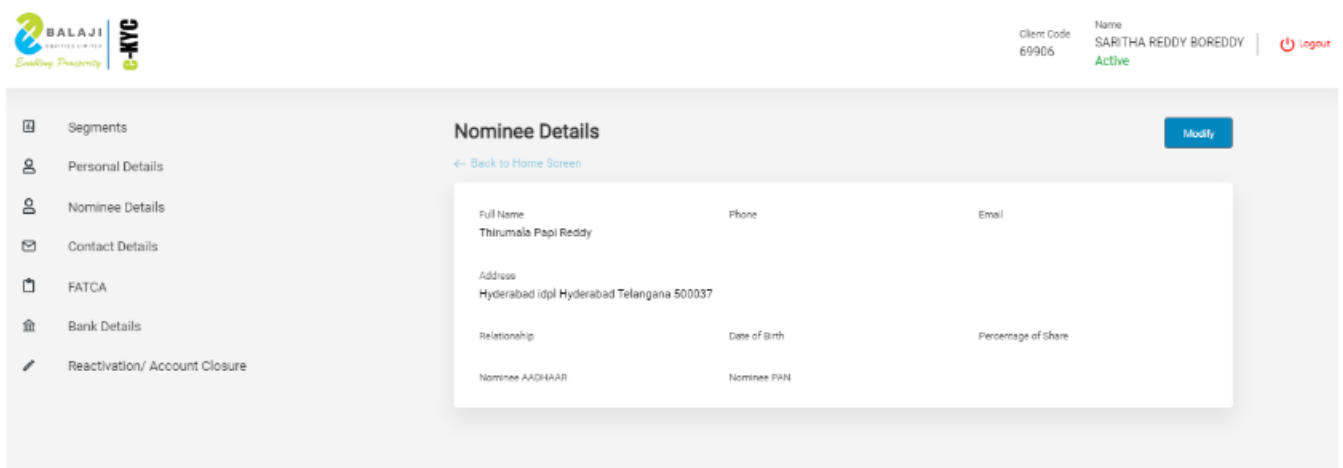 BALAJI
EQUITIES LIMITED
Enabling Prosperity
e-KYC
Client Code
69906
Name
SARITHA REDDY BOREDDY
Active
Logout
Segments
Personal Details
Nominee Details
Contact Details
FATCA
Bank Details
Reactivation/ Account Closure
Nominee Details
Modify
← Back to Home Screen
Full Name Phone Email
Thirumala Papi Reddy
Address
Hyderabad idpl Hyderabad Telangana 500037
Relationship Date of Birth Percentage of Share
Nominee AADHAAR Nominee PAN